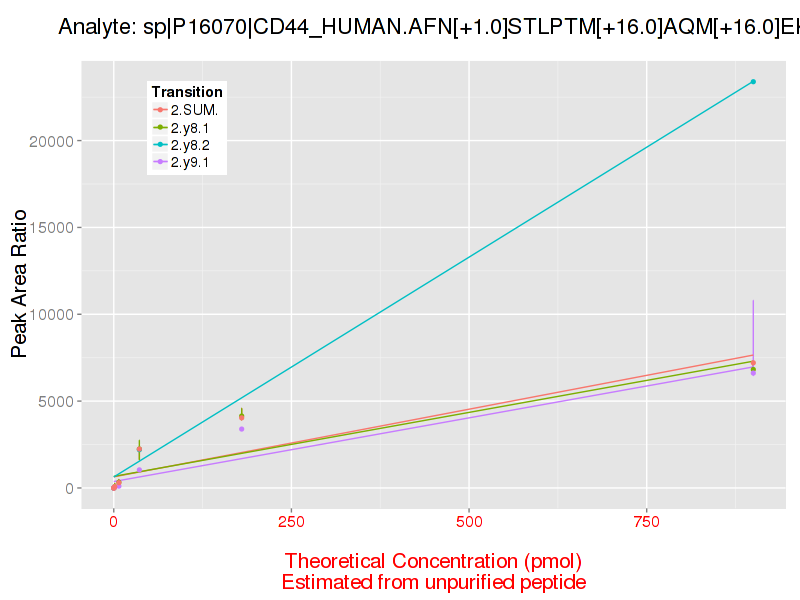 Analyte: sp|P16070|CD44_HUMAN.AFN[+1.0]STLPTM[+16.0]AQM[+16.0]E
Transition
2.SUM.
2.y8.1
2.y8.2
2.y9.1
Peak Area Ratio
20000
15000
10000
5000
0
0 250 500 750
Theoretical Concentration (pmol)
Estimated from unpurified peptide